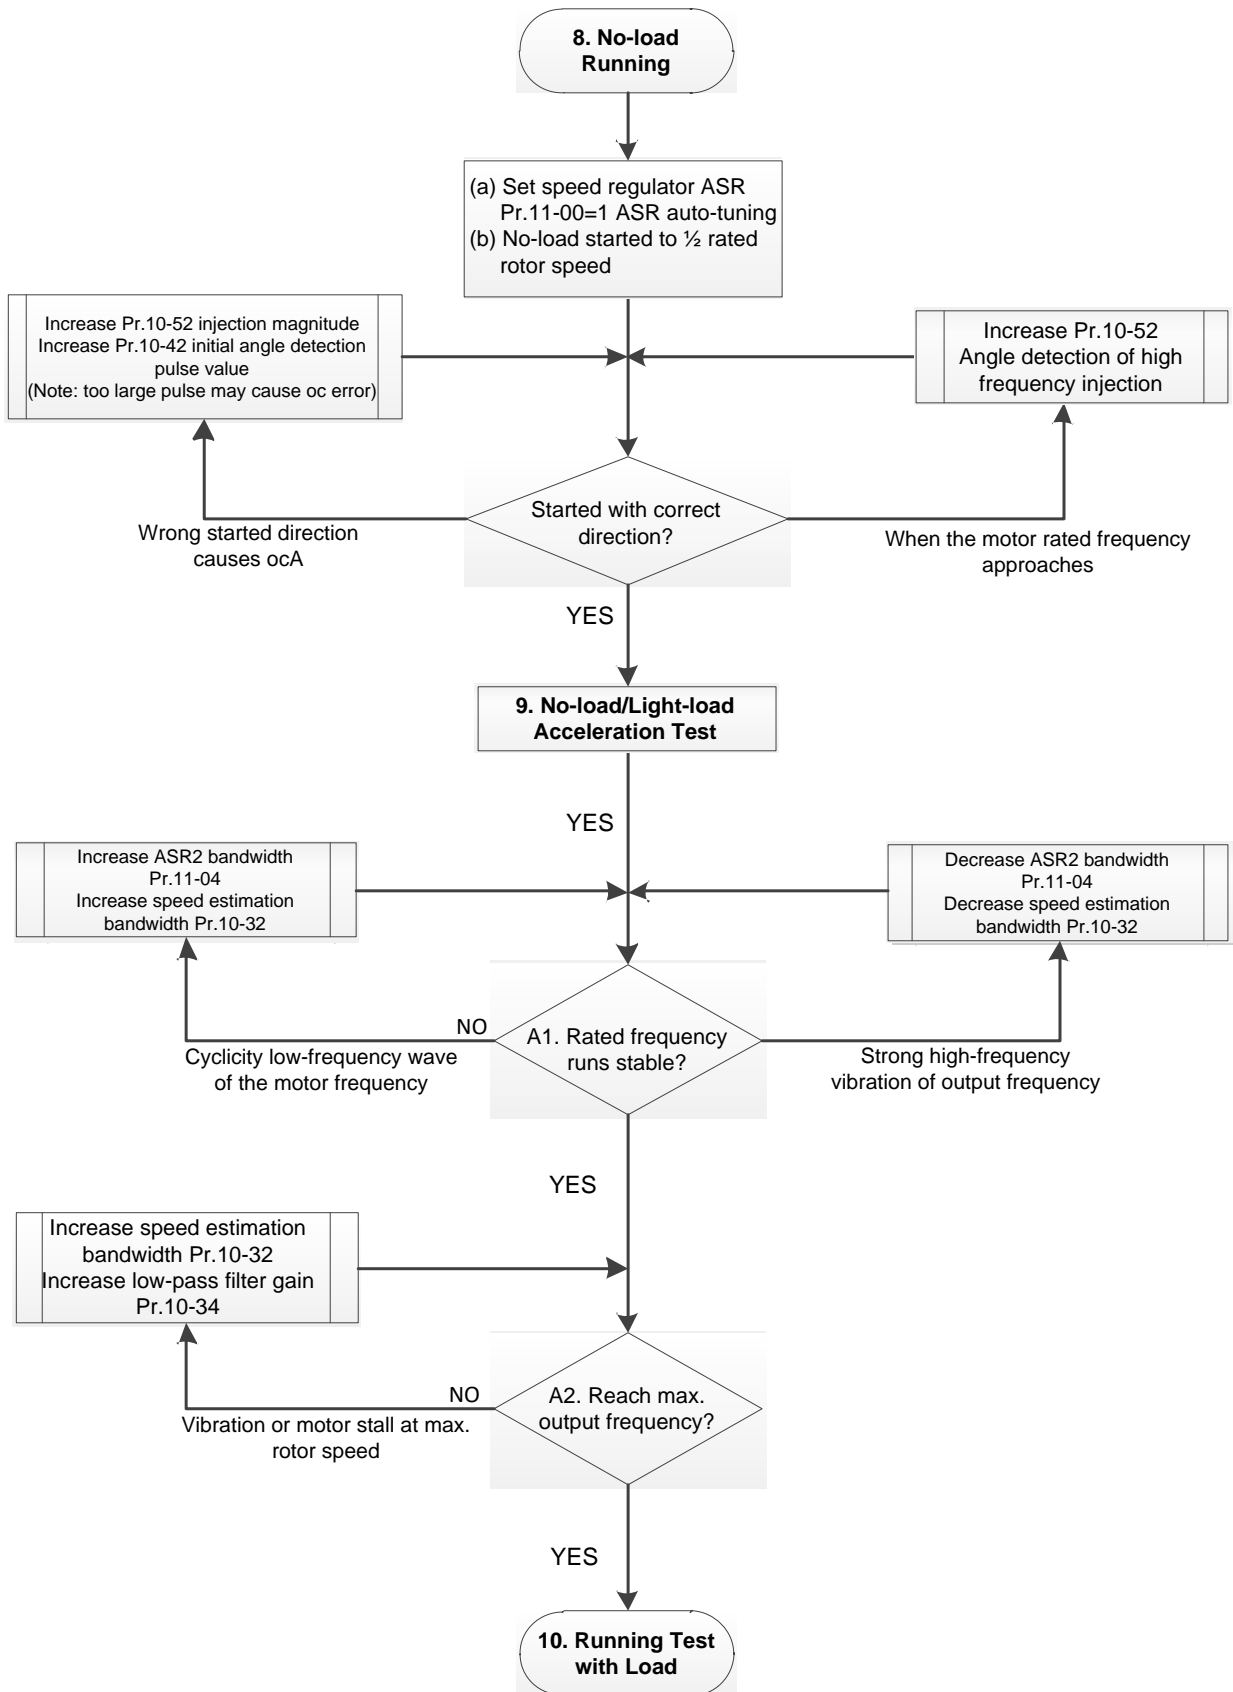 8. No-load
Running
(a) Set speed regulator ASR
Pr.11-00=1 ASR auto-tuning
(b) No-load started to ½ rated
rotor speed
Increase Pr.10-52 injection magnitude
Increase Pr.10-42 initial angle detection
pulse value
(Note: too large pulse may cause oc error)
Increase Pr.10-52
Angle detection of high
frequency injection
Started with correct
direction?
Wrong started direction
causes ocA
When the motor rated frequency
approaches
YES
9. No-load/Light-load
Acceleration Test
YES
Increase ASR2 bandwidth
Pr.11-04
Increase speed estimation
bandwidth Pr.10-32
Decrease ASR2 bandwidth
Pr.11-04
Decrease speed estimation
bandwidth Pr.10-32
NO
A1. Rated frequency
runs stable?
Cyclicity low-frequency wave
of the motor frequency
Strong high-frequency
vibration of output frequency
YES
Increase speed estimation
bandwidth Pr.10-32
Increase low-pass filter gain
Pr.10-34
NO
A2. Reach max.
output frequency?
Vibration or motor stall at max.
rotor speed
YES
10. Running Test
with Load